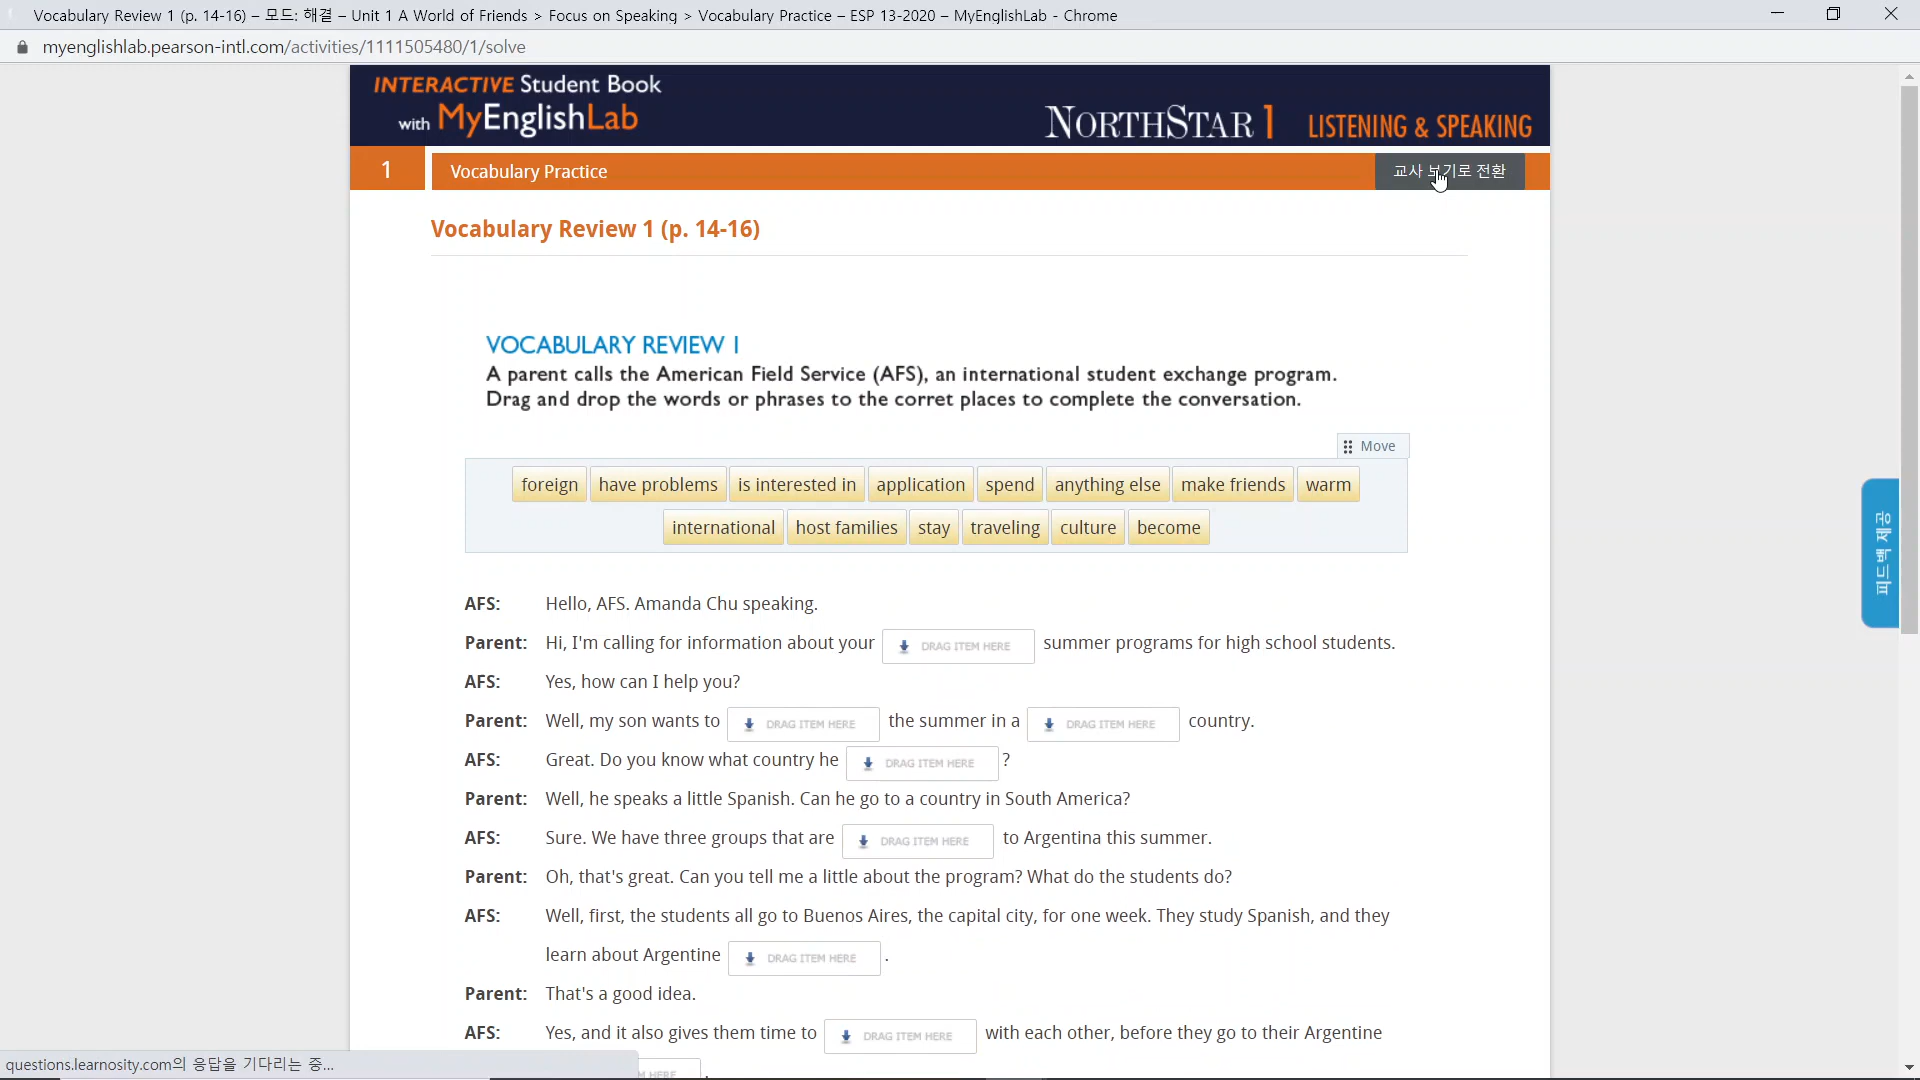 Vocabulary Review 1 (p. 14-16) – 모드: 해결 – Unit 1 A World of Friends > Focus on Speaking > Vocabulary Practice – ESP 13-2020 – MyEnglishLab - Chrome
myenglishlab.pearson-intl.com/activities/1111505480/1/solve
INTERACTIVE Student Book
with MyEnglishLab
NORTHSTAR 1 LISTENING & SPEAKING
1 Vocabulary Practice 교사 보기로 전환
Vocabulary Review 1 (p. 14-16)
VOCABULARY REVIEW 1
A parent calls the American Field Service (AFS), an international student exchange program.
Drag and drop the words or phrases to the corret places to complete the conversation.
Move
foreign have problems is interested in application spend anything else make friends warm
international host families stay traveling culture become
피드백 제공
AFS: Hello, AFS. Amanda Chu speaking.
Parent: Hi, I'm calling for information about your DRAG ITEM HERE summer programs for high school students.
AFS: Yes, how can I help you?
Parent: Well, my son wants to DRAG ITEM HERE the summer in a DRAG ITEM HERE country.
AFS: Great. Do you know what country he DRAG ITEM HERE ?
Parent: Well, he speaks a little Spanish. Can he go to a country in South America?
AFS: Sure. We have three groups that are DRAG ITEM HERE to Argentina this summer.
Parent: Oh, that's great. Can you tell me a little about the program? What do the students do?
AFS: Well, first, the students all go to Buenos Aires, the capital city, for one week. They study Spanish, and they
learn about Argentine DRAG ITEM HERE .
Parent: That's a good idea.
AFS: Yes, and it also gives them time to DRAG ITEM HERE with each other, before they go to their Argentine
questions.learnosity.com의 응답을 기다리는 중...
M HERE .